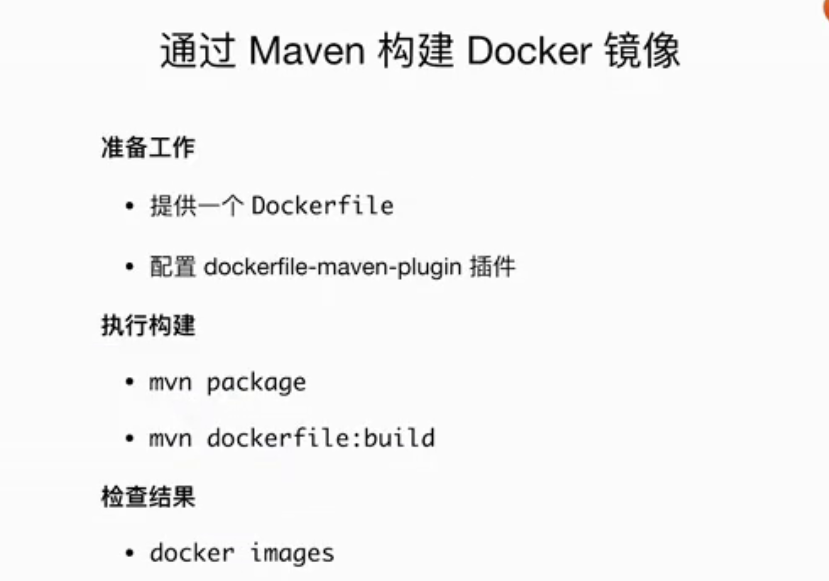 通过 Maven 构建 Docker 镜像
准备工作
• 提供一个 Dockerfile
• 配置 dockerfile-maven-plugin 插件
执行构建
• mvn package
• mvn dockerfile:build
检查结果
• docker images